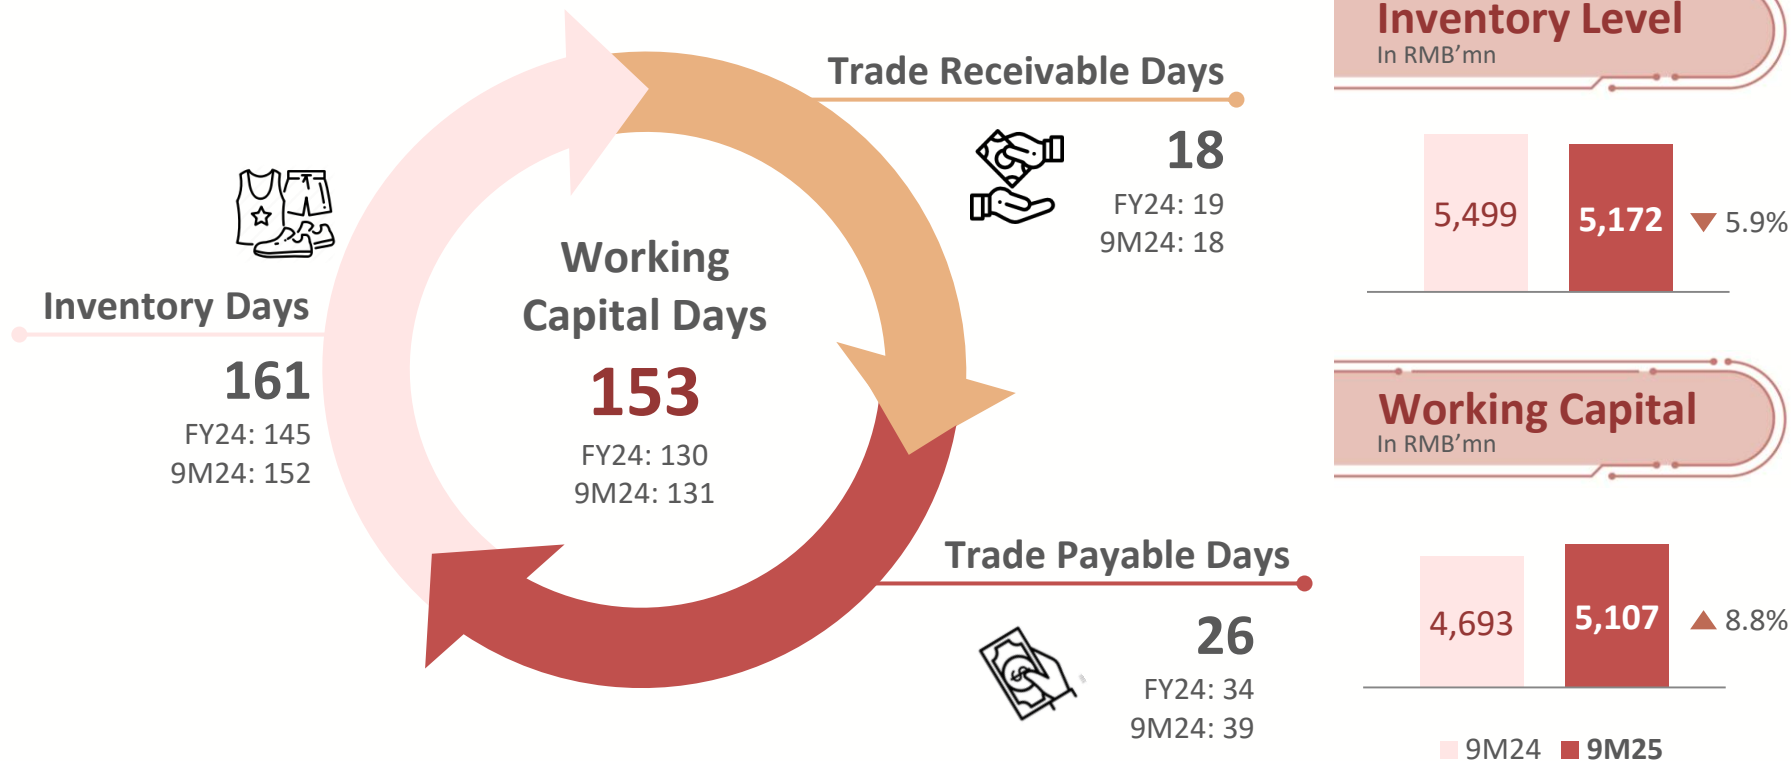 Inventory Level
In RMB'mn
Trade Receivable Days
18
FY24: 19
9M24: 18
5,499
5,172
5.9%
Working
Capital Days
153
FY24: 130
9M24: 131
Inventory Days
161
FY24: 145
9M24: 152
Working Capital
In RMB'mn
Trade Payable Days
26
FY24: 34
9M24: 39
4,693
5,107
8.8%
9M24
9M25